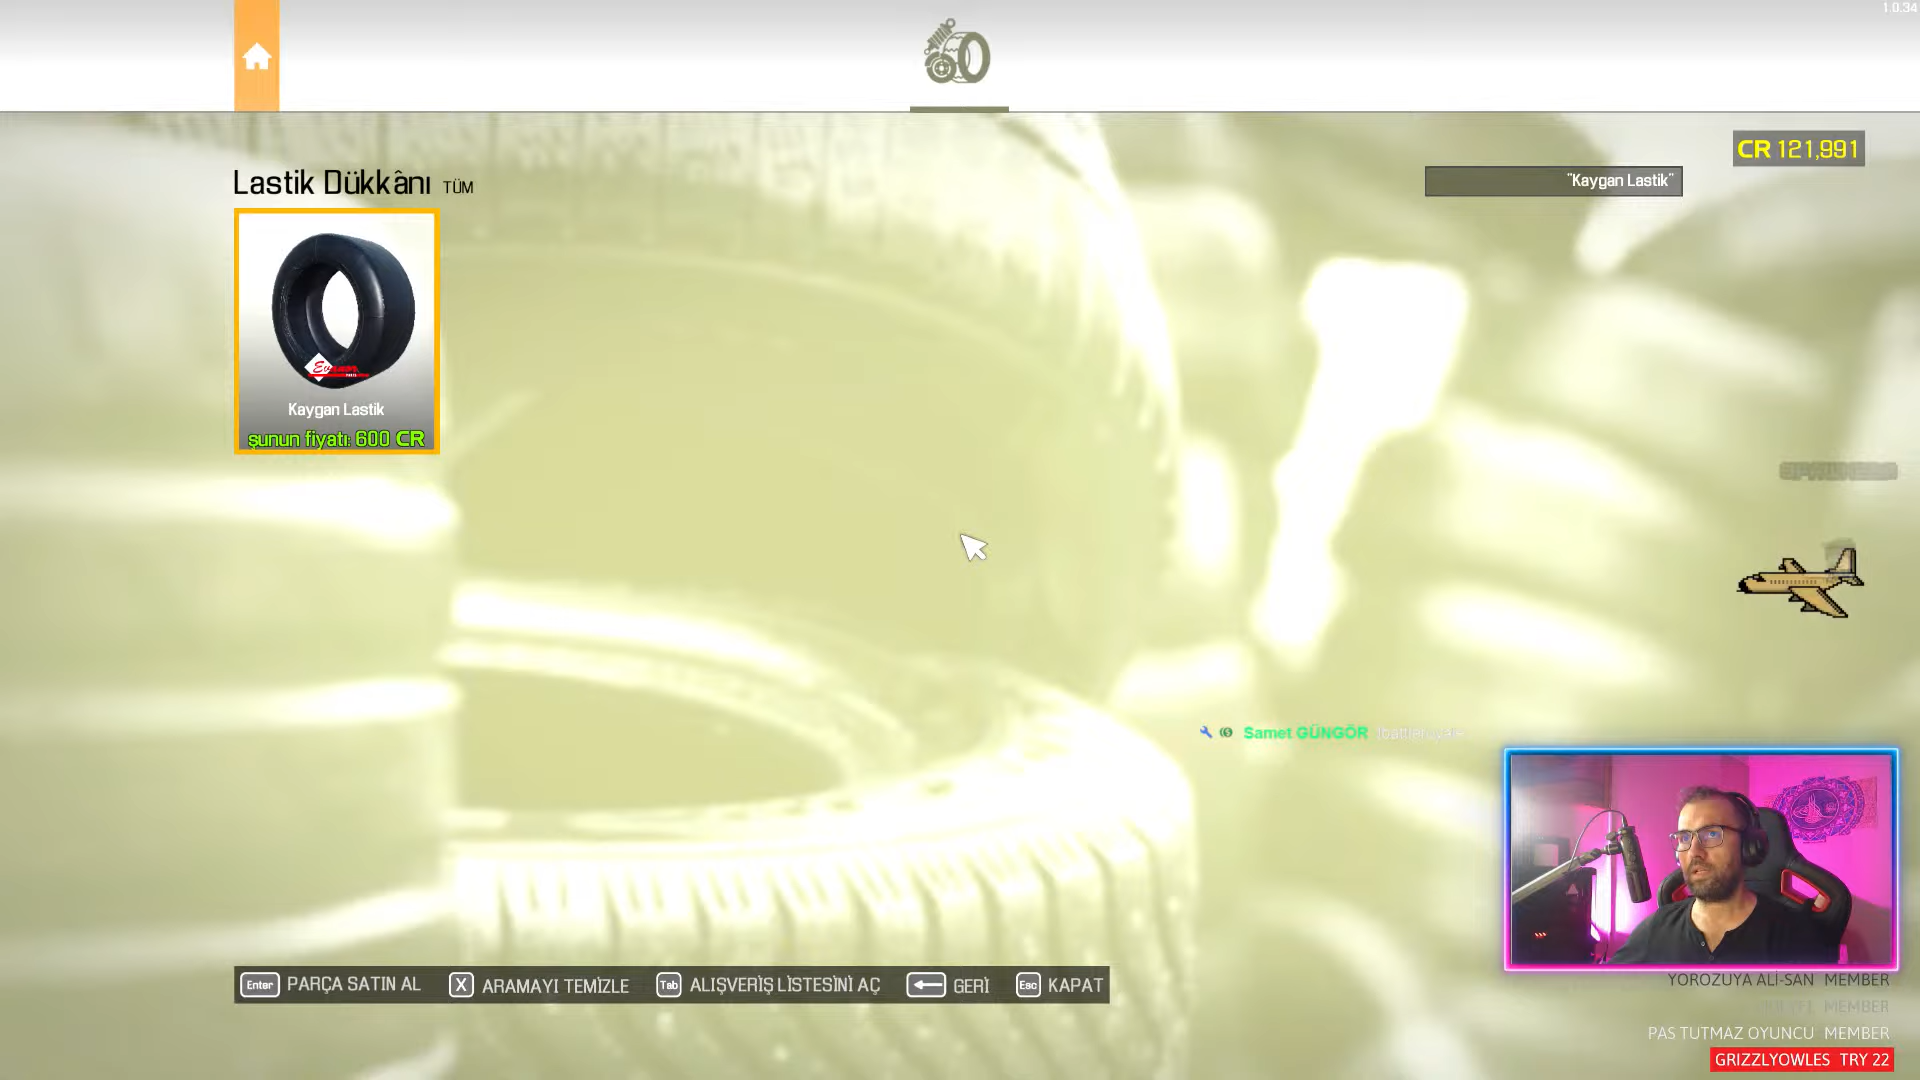 1.0.34
CR 121,991
Lastik Dükkânı TÜM
"Kaygan Lastik"
Kaygan Lastik
şunun fiyatı: 600 CR
Samet GÜNGÖR
Enter PARÇA SATIN AL X ARAMAYI TEMİZLE Tab ALIŞVERİŞ LİSTESİNİ AÇ GERİ Esc KAPAT
YOROZUYA ALİ-SAN MEMBER
MEMBER
PAS TUTMAZ OYUNCU MEMBER
GRIZZLYOWLES TRY 22